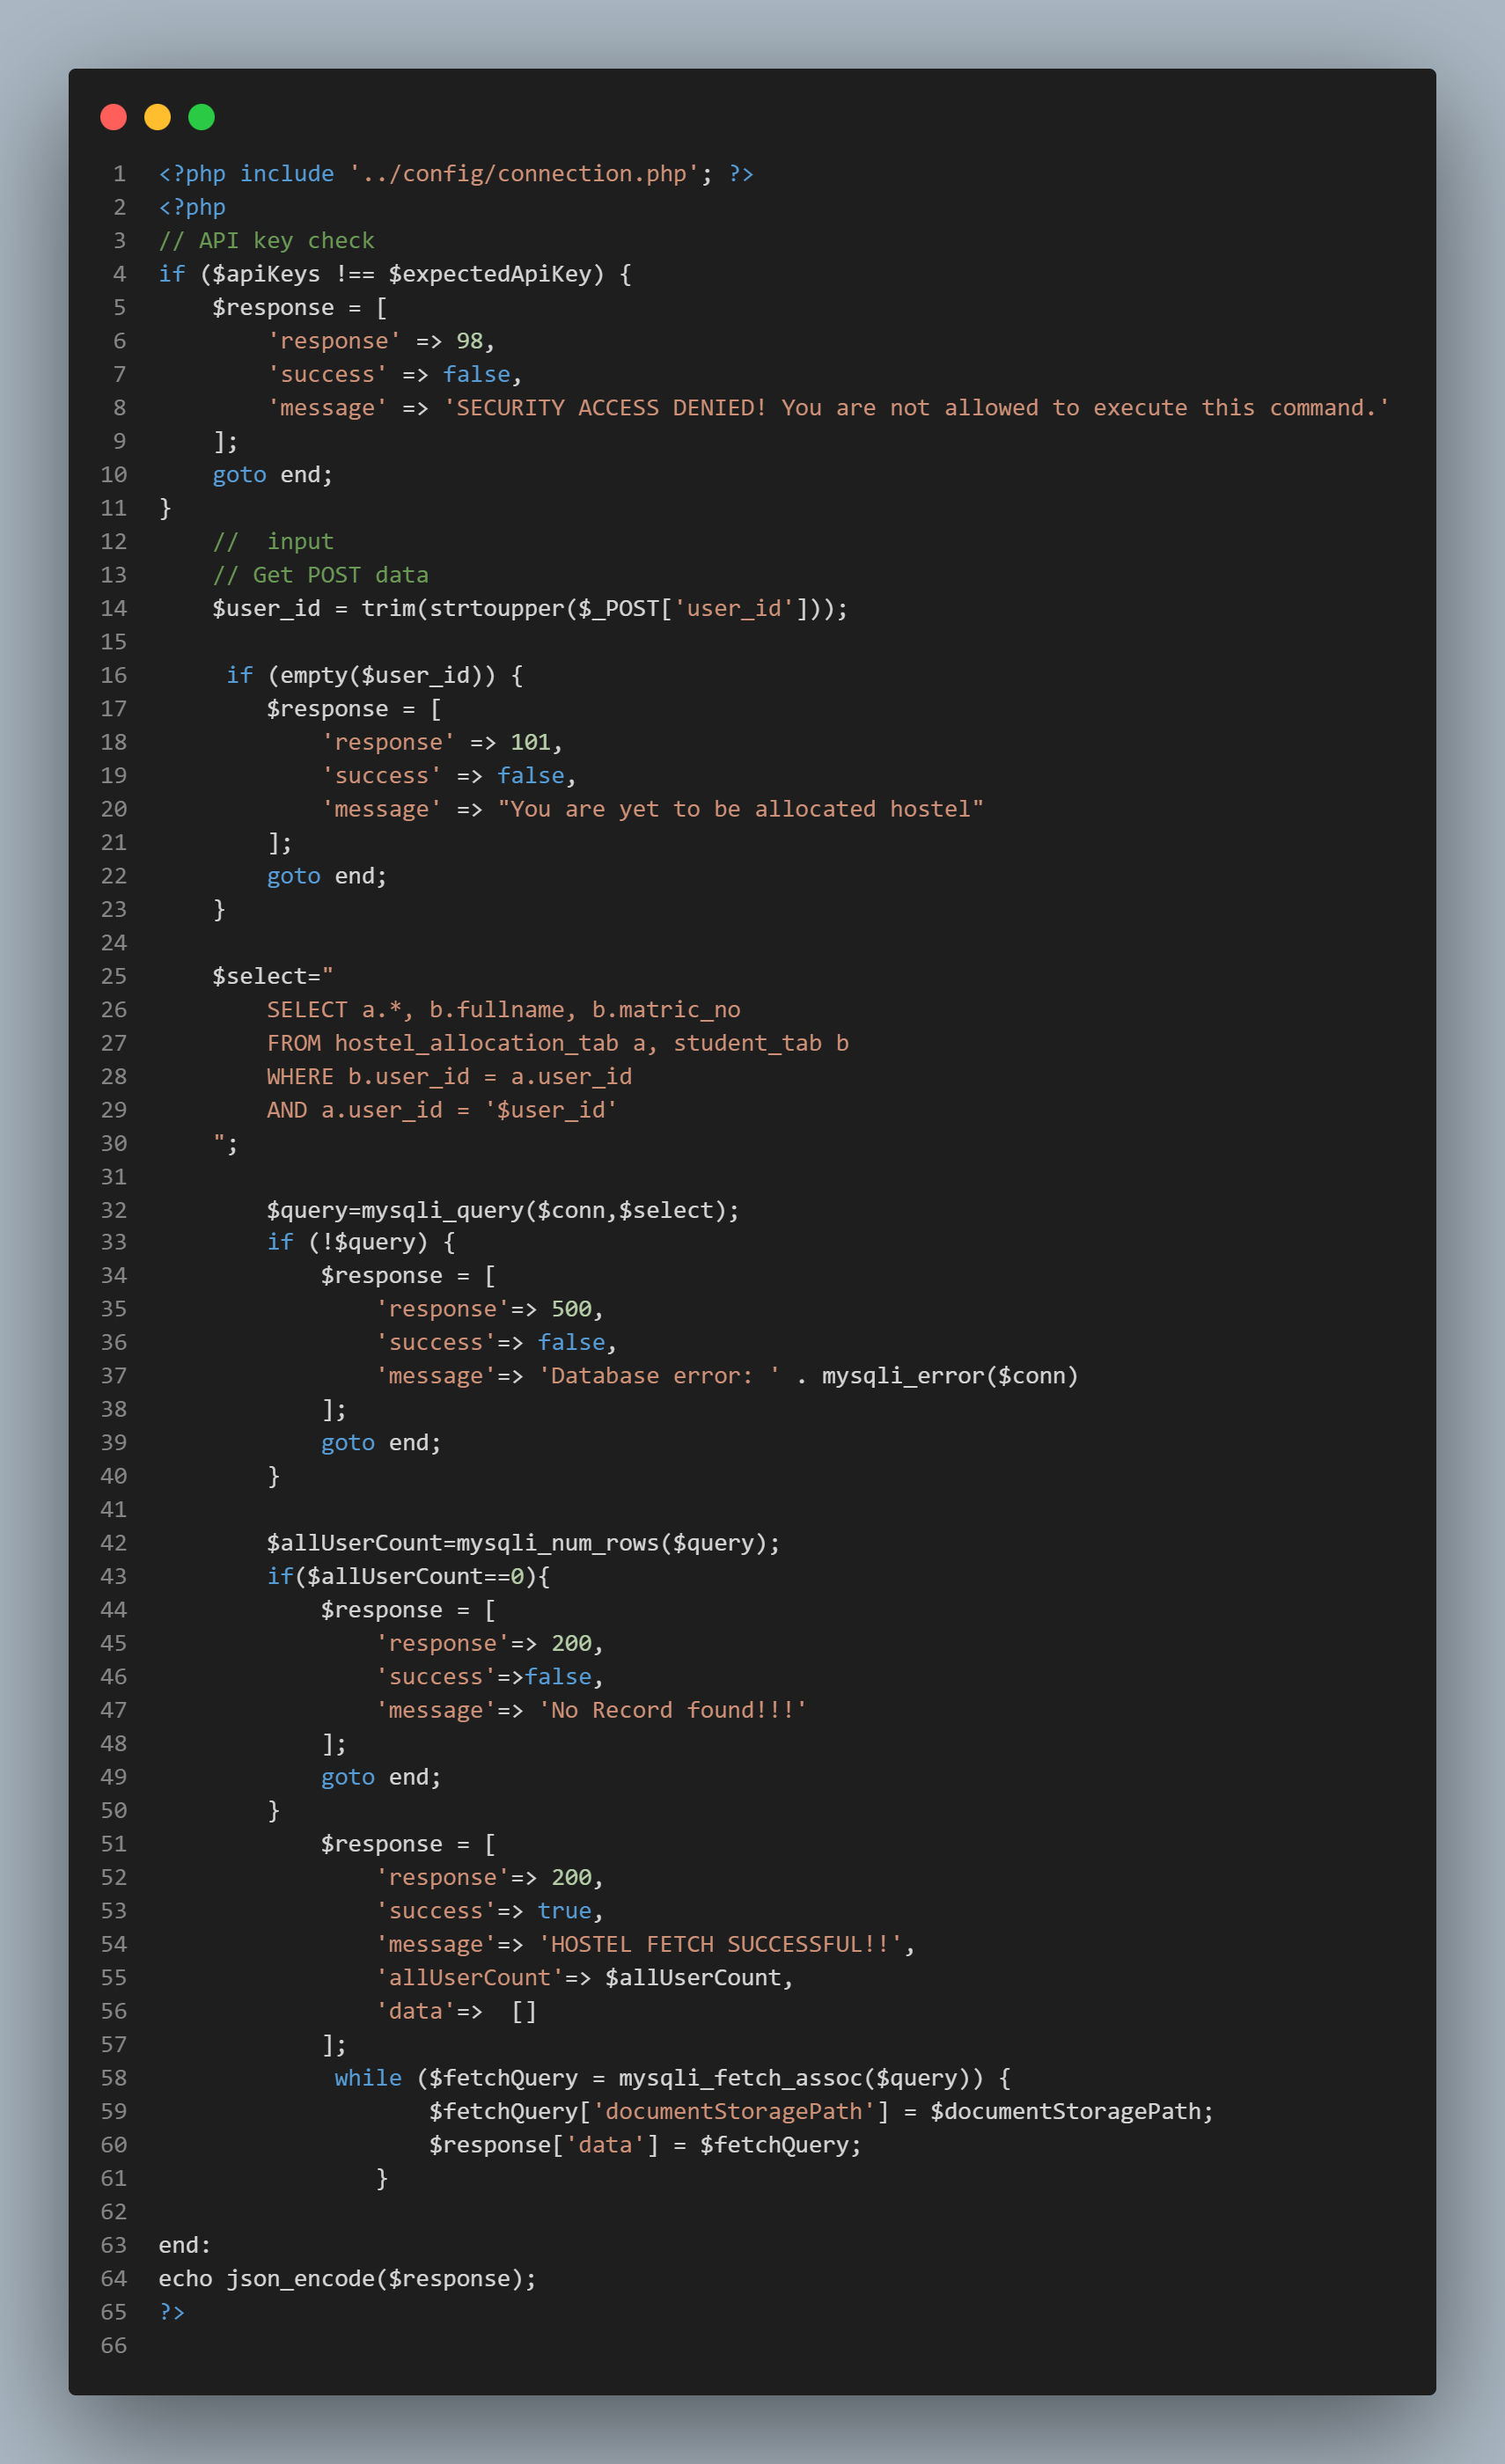 1 <?php include '../config/connection.php'; ?>
2 <?php
3 // API key check
4 if ($apiKeys !== $expectedApiKey) {
5     $response = [
6         'response' => 98,
7         'success' => false,
8         'message' => 'SECURITY ACCESS DENIED! You are not allowed to execute this command.'
9     ];
10     goto end;
11 }
12     //  input
13     // Get POST data
14     $user_id = trim(strtoupper($_POST['user_id']));
15
16      if (empty($user_id)) {
17         $response = [
18             'response' => 101,
19             'success' => false,
20             'message' => "You are yet to be allocated hostel"
21         ];
22         goto end;
23     }
24
25     $select="
26         SELECT a.*, b.fullname, b.matric_no
27         FROM hostel_allocation_tab a, student_tab b
28         WHERE b.user_id = a.user_id
29         AND a.user_id = '$user_id'
30     ";
31
32         $query=mysqli_query($conn,$select);
33         if (!$query) {
34             $response = [
35                 'response'=> 500,
36                 'success'=> false,
37                 'message'=> 'Database error: ' . mysqli_error($conn)
38             ];
39             goto end;
40         }
41
42         $allUserCount=mysqli_num_rows($query);
43         if($allUserCount==0){
44             $response = [
45                 'response'=> 200,
46                 'success'=>false,
47                 'message'=> 'No Record found!!!'
48             ];
49             goto end;
50         }
51             $response = [
52                 'response'=> 200,
53                 'success'=> true,
54                 'message'=> 'HOSTEL FETCH SUCCESSFUL!!',
55                 'allUserCount'=> $allUserCount,
56                 'data'=>  []
57             ];
58              while ($fetchQuery = mysqli_fetch_assoc($query)) {
59                     $fetchQuery['documentStoragePath'] = $documentStoragePath;
60                     $response['data'] = $fetchQuery;
61                 }
62
63 end:
64 echo json_encode($response);
65 ?>
66